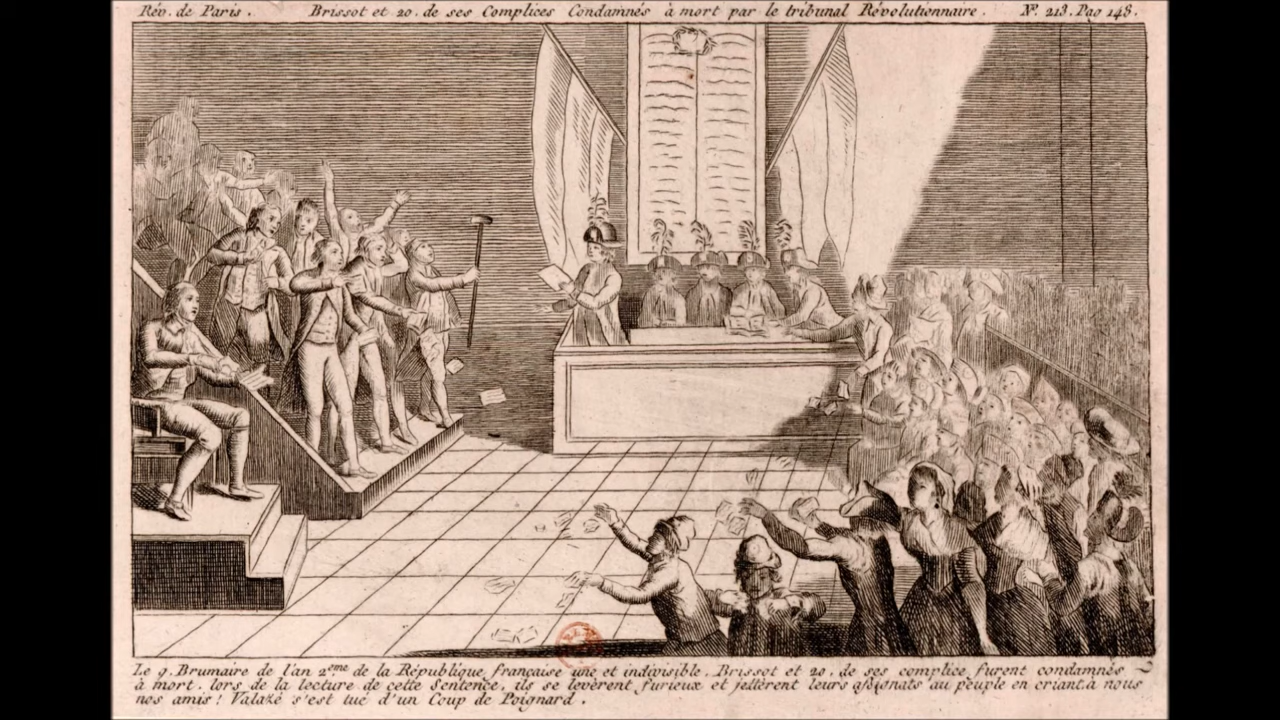 Rév. de Paris. Brissot et 20. de ses Complices Condamnés à mort par le tribunal Révolutionnaire. N°. 213. Pag 148.
Le 9. Brumaire de l'an 2ᵉᵐᵉ de la République française une et indivisible, Brissot et 20. de ses complice furent condamnés
à mort. lors de la lecture de cette Sentence, ils se levèrent furieux et jettèrent leurs assignats au peuple en criant, à nous
nos amis ! Valazé s'est tué d'un Coup de Poignard.